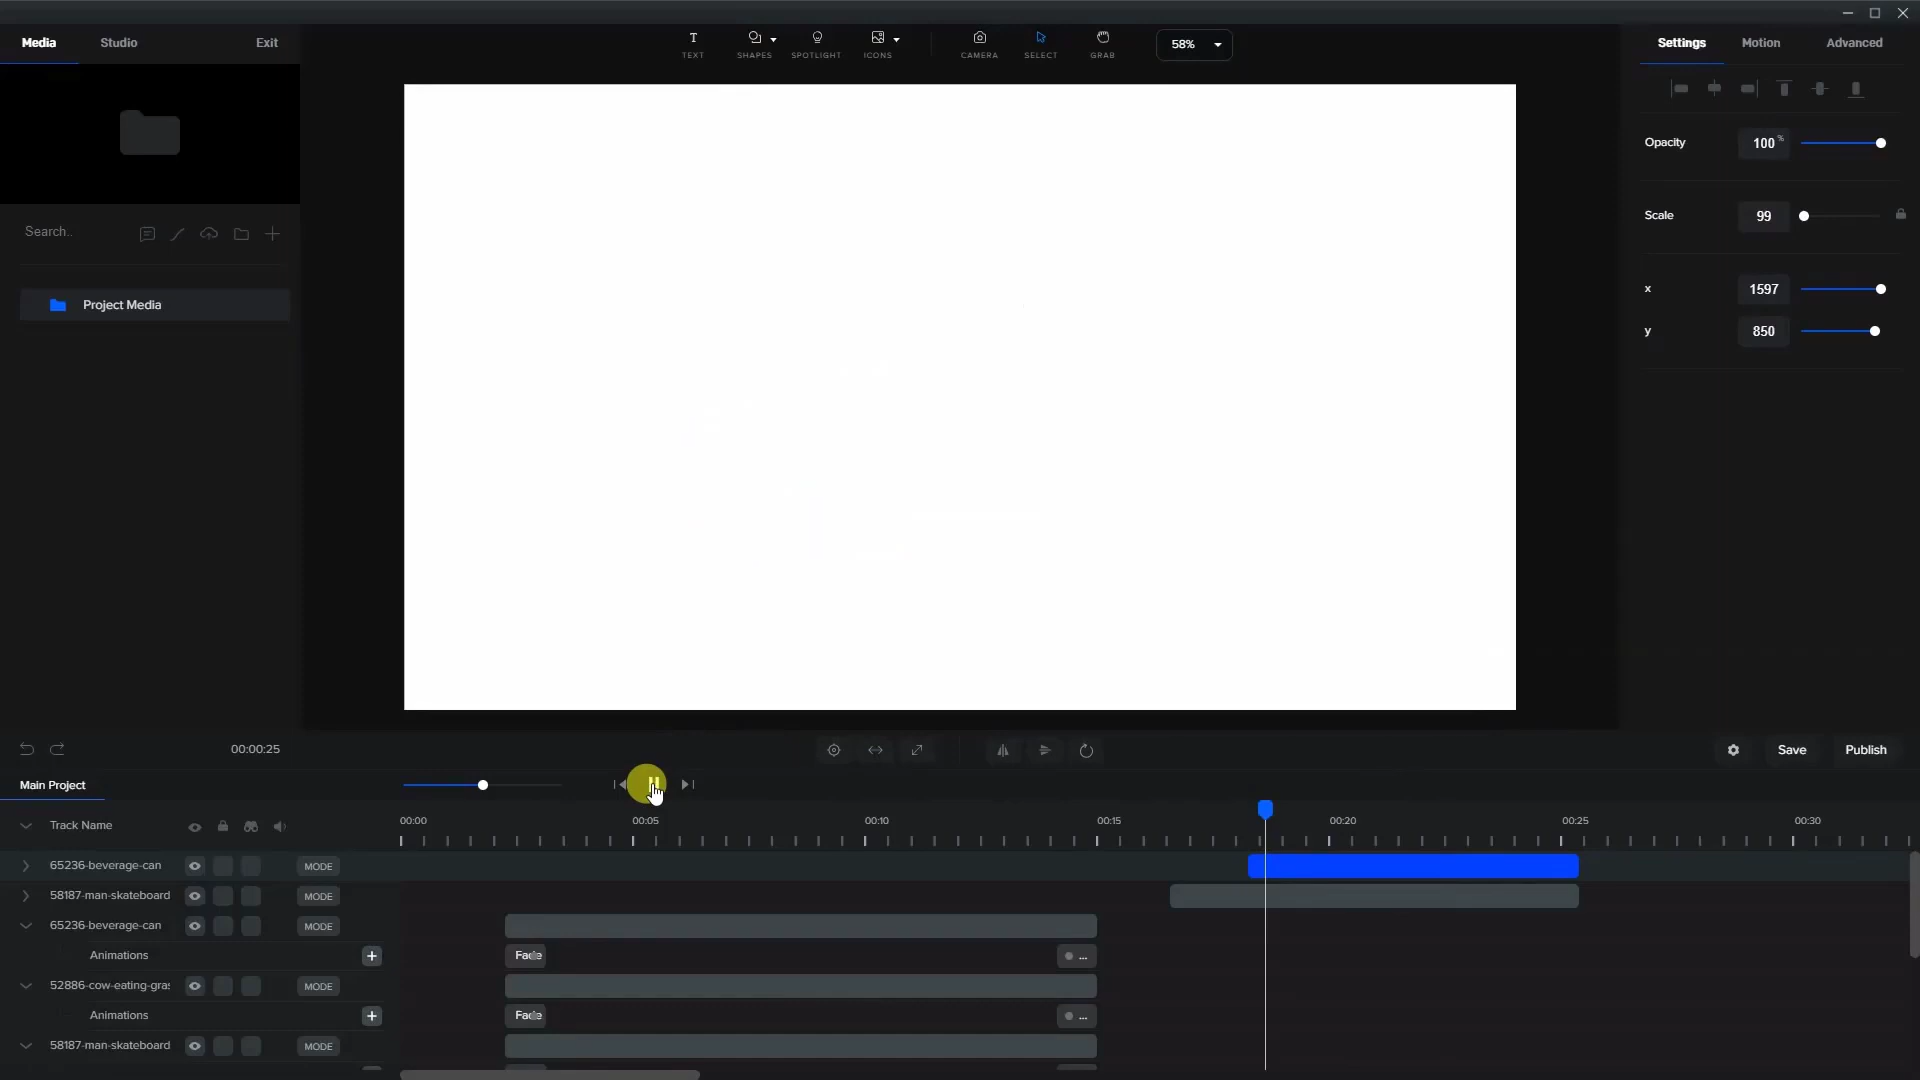 Media
Studio
Exit
TEXT
SHAPES
SPOTLIGHT
ICONS
CAMERA
SELECT
GRAB
58%
Settings
Motion
Advanced
Opacity
100 %
Scale
99
x
1597
y
850
Search..
Project Media
00:00:25
Save
Publish
Main Project
Track Name
00:00
00:05
00:10
00:15
00:20
00:25
00:30
65236-beverage-can
MODE
58187-man-skateboard
MODE
65236-beverage-can
MODE
Animations
+
Fade
...
52886-cow-eating-gras
MODE
Animations
+
Fade
...
58187-man-skateboard
MODE